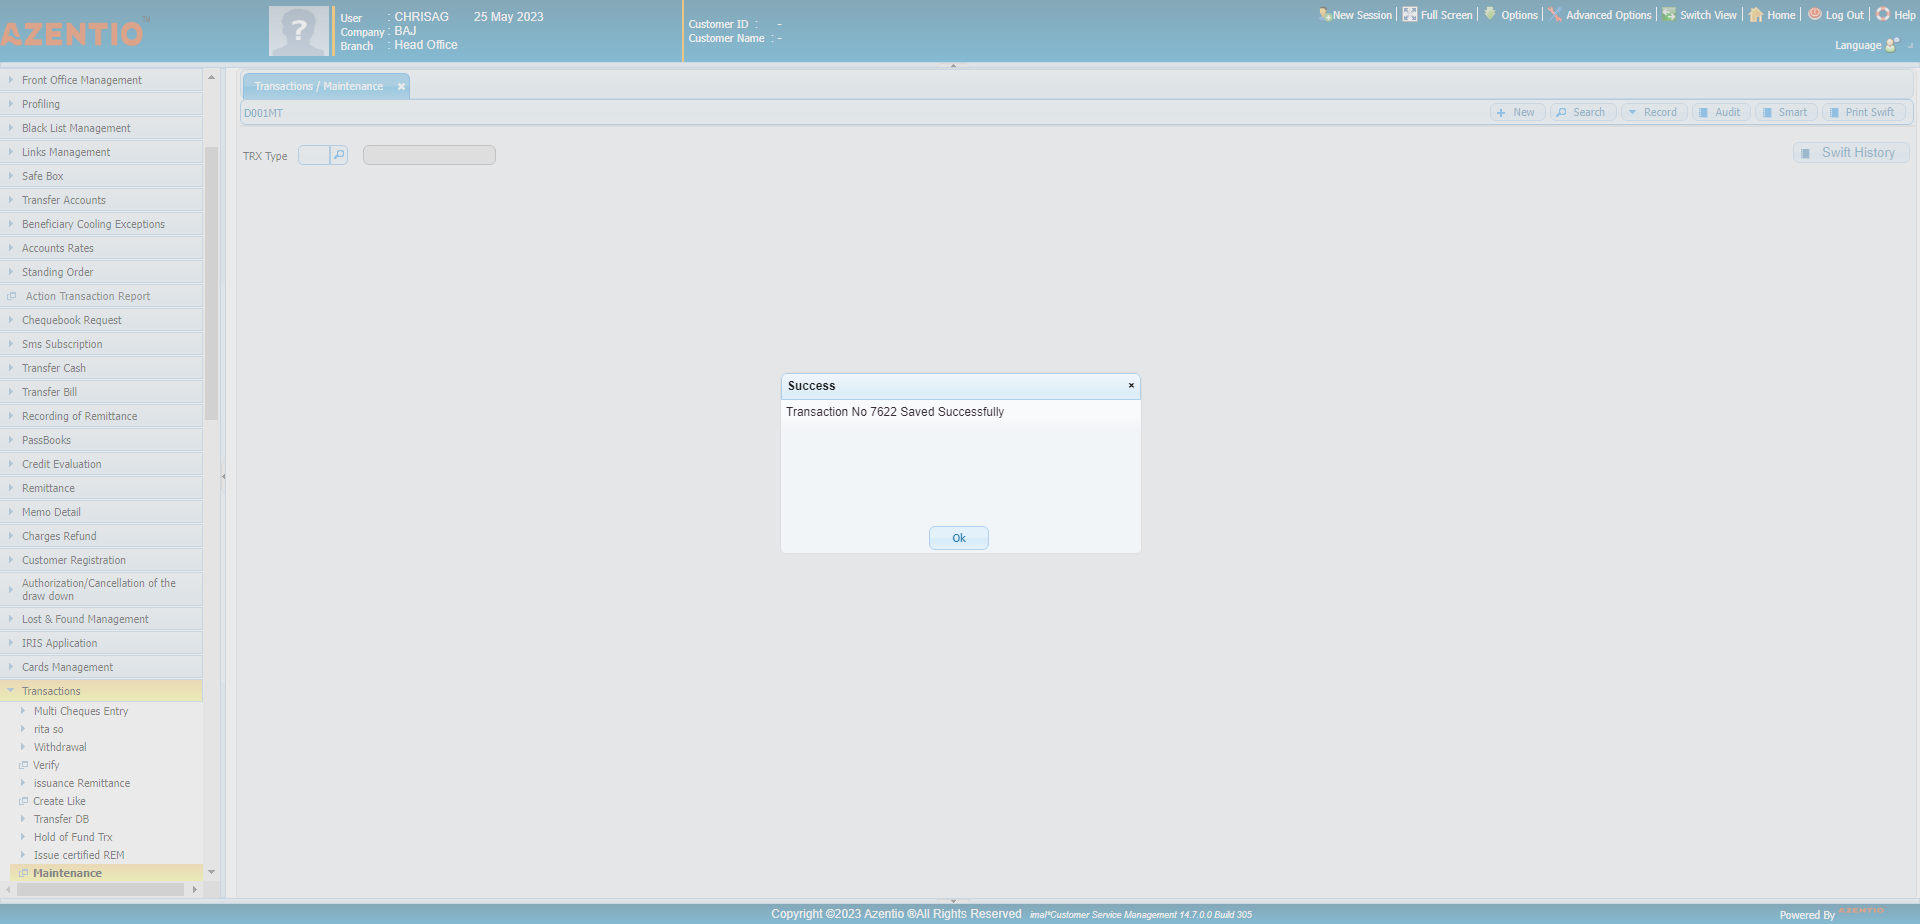 AZENTIO™
User : CHRISAG 25 May 2023
Company : BAJ
Branch : Head Office
Customer ID : -
Customer Name : -
New Session
Full Screen
Options
Advanced Options
Switch View
Home
Log Out
Help
Language
Front Office Management
Profiling
Black List Management
Links Management
Safe Box
Transfer Accounts
Beneficiary Cooling Exceptions
Accounts Rates
Standing Order
Action Transaction Report
Chequebook Request
Sms Subscription
Transfer Cash
Transfer Bill
Recording of Remittance
PassBooks
Credit Evaluation
Remittance
Memo Detail
Charges Refund
Customer Registration
Authorization/Cancellation of the
draw down
Lost & Found Management
IRIS Application
Cards Management
Transactions
Multi Cheques Entry
rita so
Withdrawal
Verify
issuance Remittance
Create Like
Transfer DB
Hold of Fund Trx
Issue certified REM
Maintenance
Transactions / Maintenance
D001MT
New
Search
Record
Audit
Smart
Print Swift
TRX Type
Swift History
Success
Transaction No 7622 Saved Successfully
Ok
Copyright ©2023 Azentio ®All Rights Reserved imal*Customer Service Management 14.7.0.0 Build 305
Powered By AZENTIO